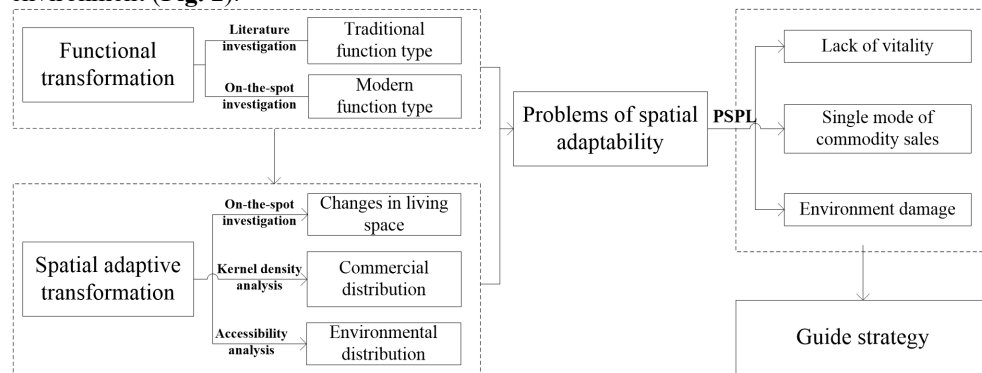 environment (Fig. 2).
Functional
transformation
Literature
investigation
Traditional
function type
On-the-spot
investigation
Modern
function type
Spatial adaptive
transformation
On-the-spot
investigation
Changes in living
space
Kernel density
analysis
Commercial
distribution
Accessibility
analysis
Environmental
distribution
Problems of spatial
adaptability
PSPL
Lack of vitality
Single mode of
commodity sales
Environment damage
Guide strategy